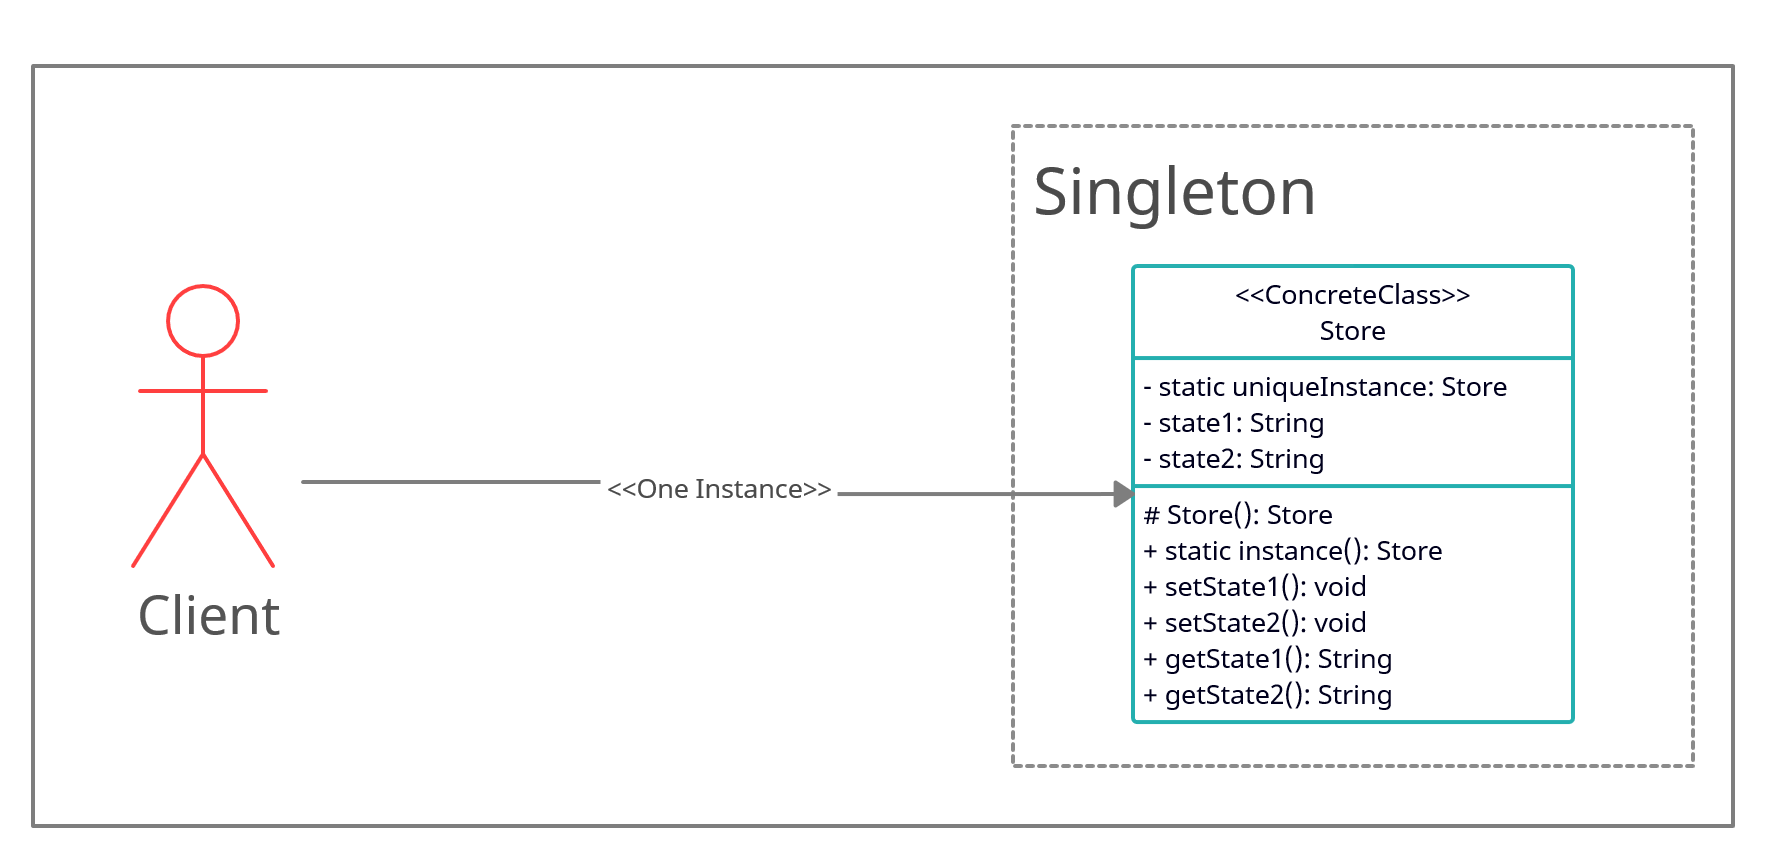 Singleton
<<ConcreteClass>>
Store
- static uniqueInstance: Store
- state1: String
- state2: String
<<One Instance>>
# Store(): Store
+ static instance(): Store
+ setState1(): void
+ setState2(): void
+ getState1(): String
+ getState2(): String
Client